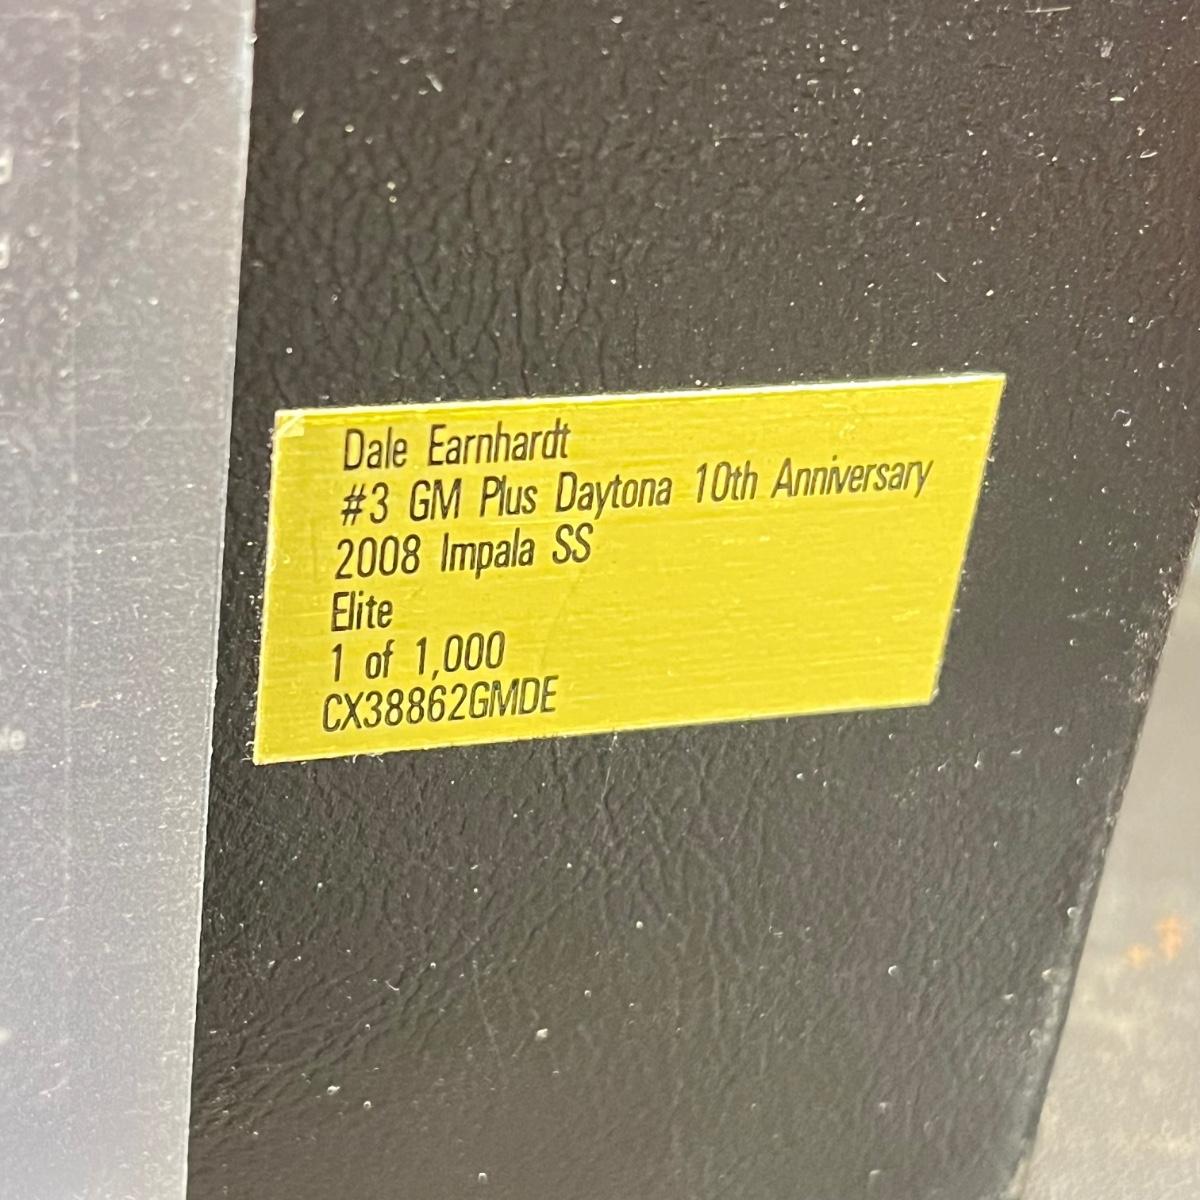 Dale Earnhardt
#3 GM Plus Daytona 10th Anniversary
2008 Impala SS
Elite
1 of 1,000
CX38862GMDE